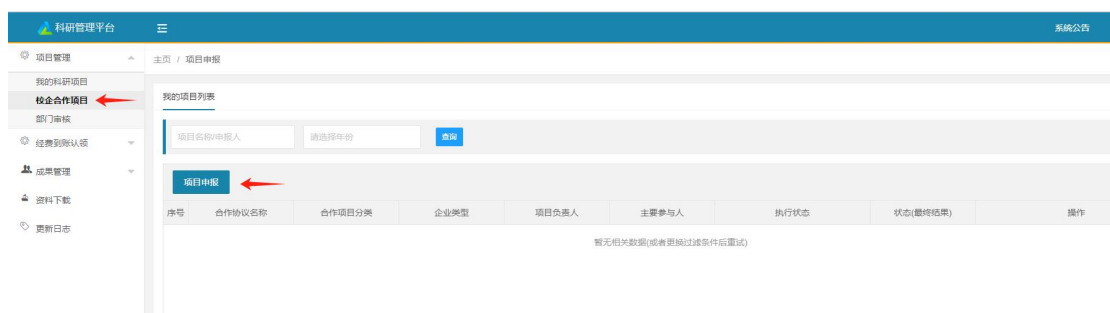 科研管理平台
系统公告
项目管理
主页 / 项目申报
我的科研项目
校企合作项目
部门审核
经费到账认领
成果管理
资料下载
更新日志
我的项目列表
项目名称/申报人 请选择年份 查询
项目申报
序号 合作协议名称 合作项目分类 企业类型 项目负责人 主要参与人 执行状态 状态(最终结果) 操作
暂无相关数据(或者更换过滤条件后重试)